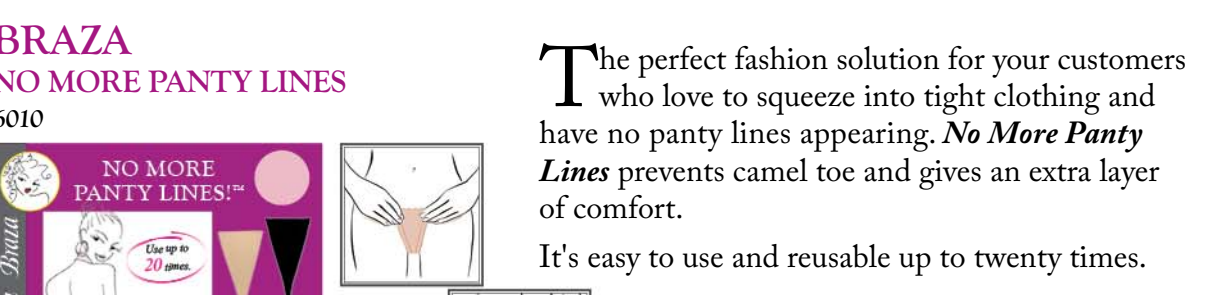 BRAZA
NO MORE PANTY LINES
6010
NO MORE
PANTY LINES!™
Braza
Use up to
20 times.
The perfect fashion solution for your customers
who love to squeeze into tight clothing and
have no panty lines appearing. No More Panty
Lines prevents camel toe and gives an extra layer
of comfort.
It's easy to use and reusable up to twenty times.